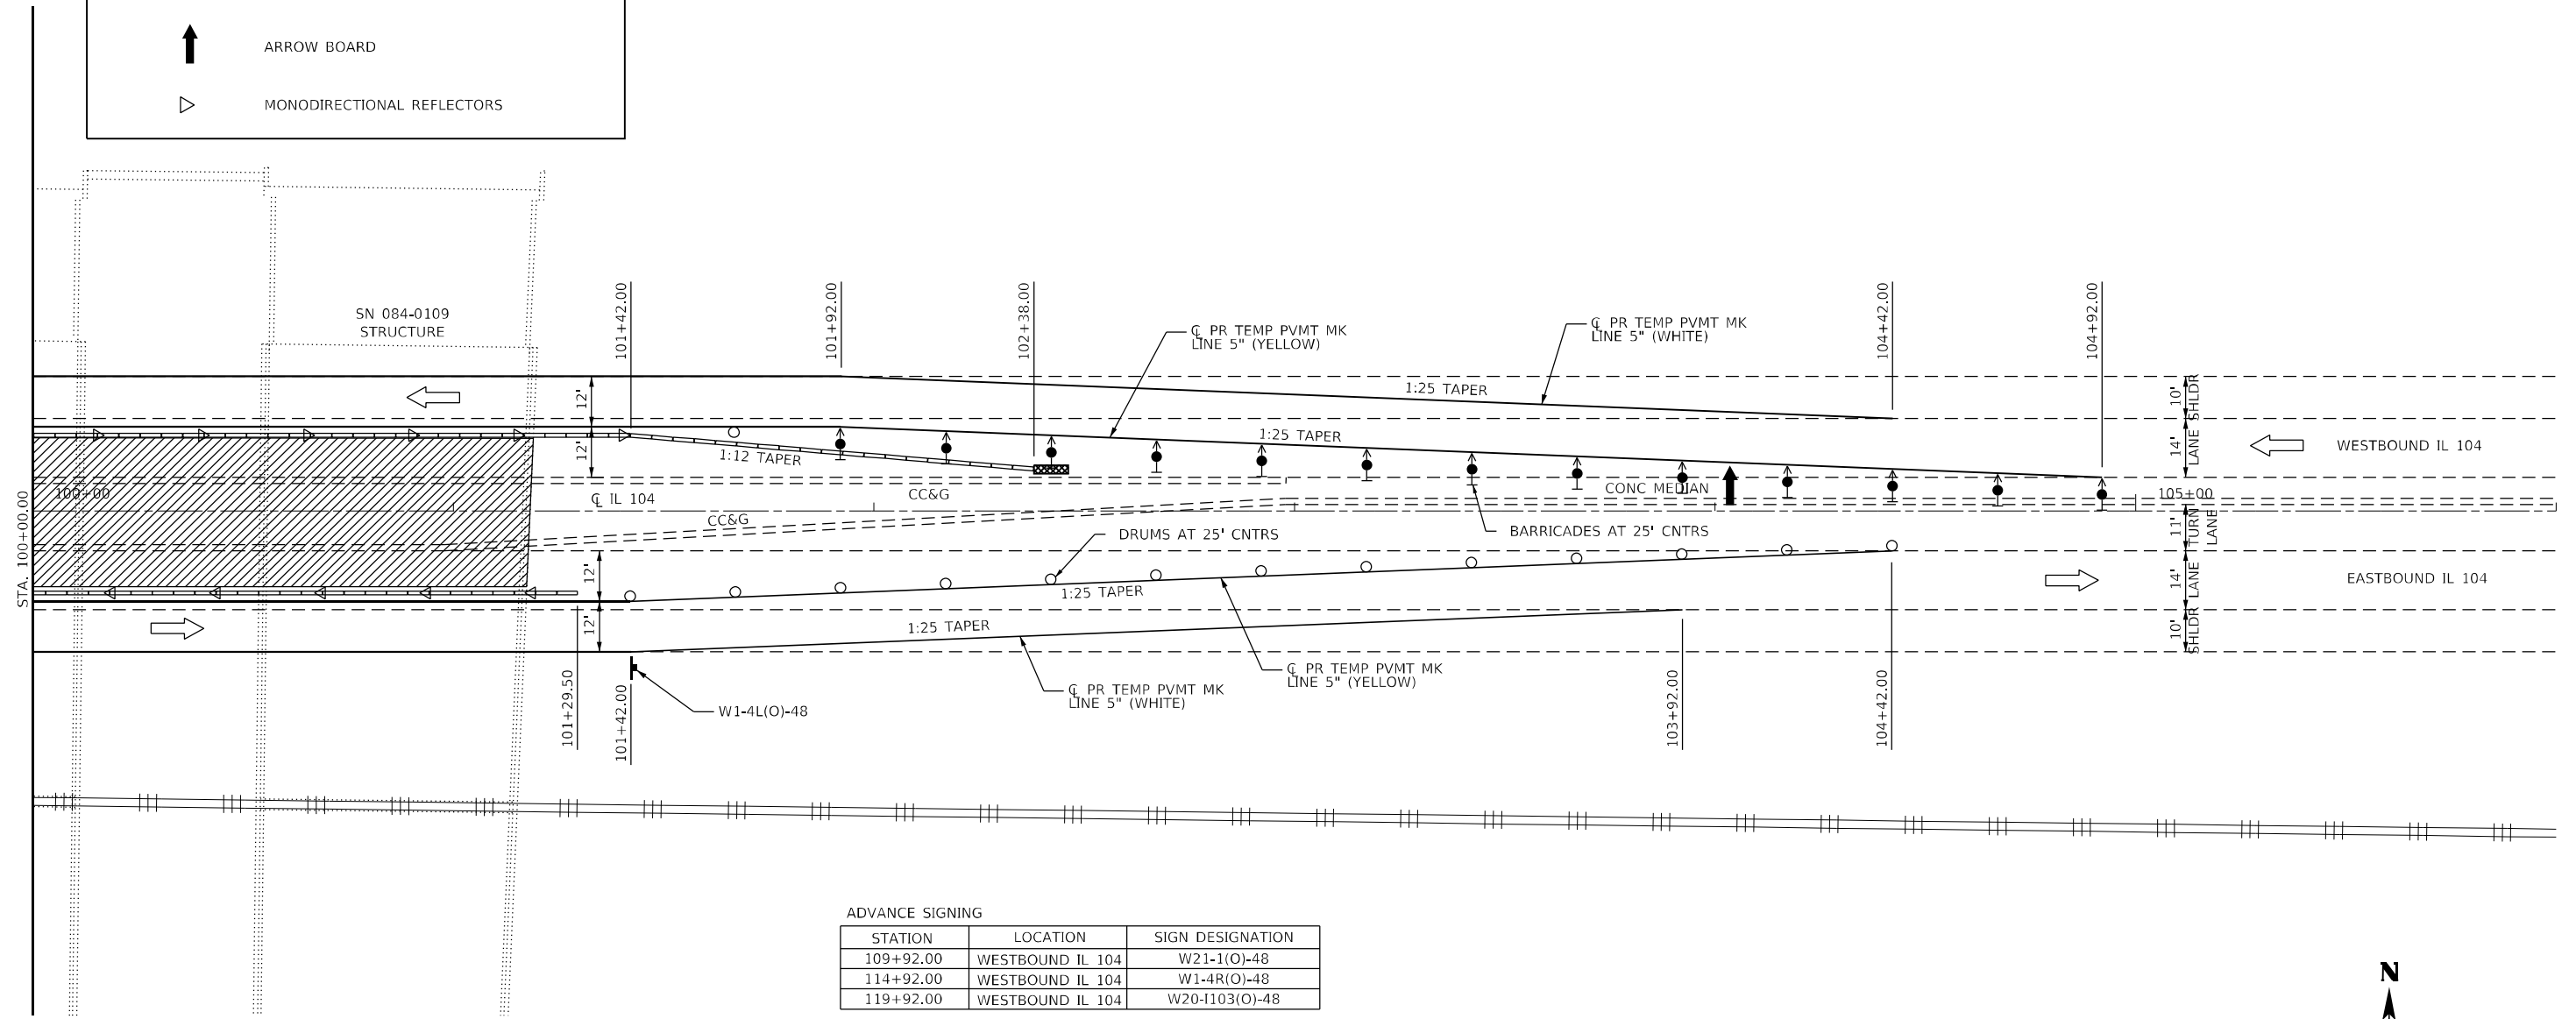 ARROW BOARD
MONODIRECTIONAL REFLECTORS
SN 084-0109
STRUCTURE
101+42.00
101+92.00
102+38.00
℄ PR TEMP PVMT MK
LINE 5" (YELLOW)
℄ PR TEMP PVMT MK
LINE 5" (WHITE)
104+42.00
104+92.00
12'
12'
1:25 TAPER
1:25 TAPER
1:12 TAPER
10'
SHLDR
14'
LANE
WESTBOUND IL 104
STA. 100+00.00
100+00
℄ IL 104
CC&G
CC&G
CONC MEDIAN
105+00
DRUMS AT 25' CNTRS
BARRICADES AT 25' CNTRS
11'
TURN
LANE
12'
12'
1:25 TAPER
1:25 TAPER
14'
LANE
EASTBOUND IL 104
10'
SHLDR
101+29.50
101+42.00
W1-4L(O)-48
℄ PR TEMP PVMT MK
LINE 5" (WHITE)
℄ PR TEMP PVMT MK
LINE 5" (YELLOW)
103+92.00
104+42.00
ADVANCE SIGNING
STATION LOCATION SIGN DESIGNATION
109+92.00 WESTBOUND IL 104 W21-1(O)-48
114+92.00 WESTBOUND IL 104 W1-4R(O)-48
119+92.00 WESTBOUND IL 104 W20-I103(O)-48
N